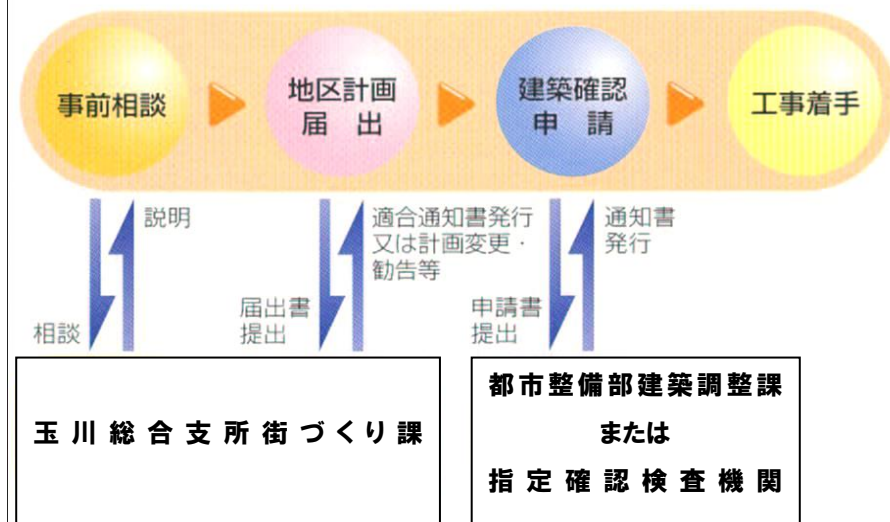 事前相談
地区計画
届 出
建築確認
申 請
工事着手
説明
相談
適合通知書発行
又は計画変更・
勧告等
届出書
提出
通知書
発行
申請書
提出
玉川総合支所街づくり課
都市整備部建築調整課
または
指定確認検査機関